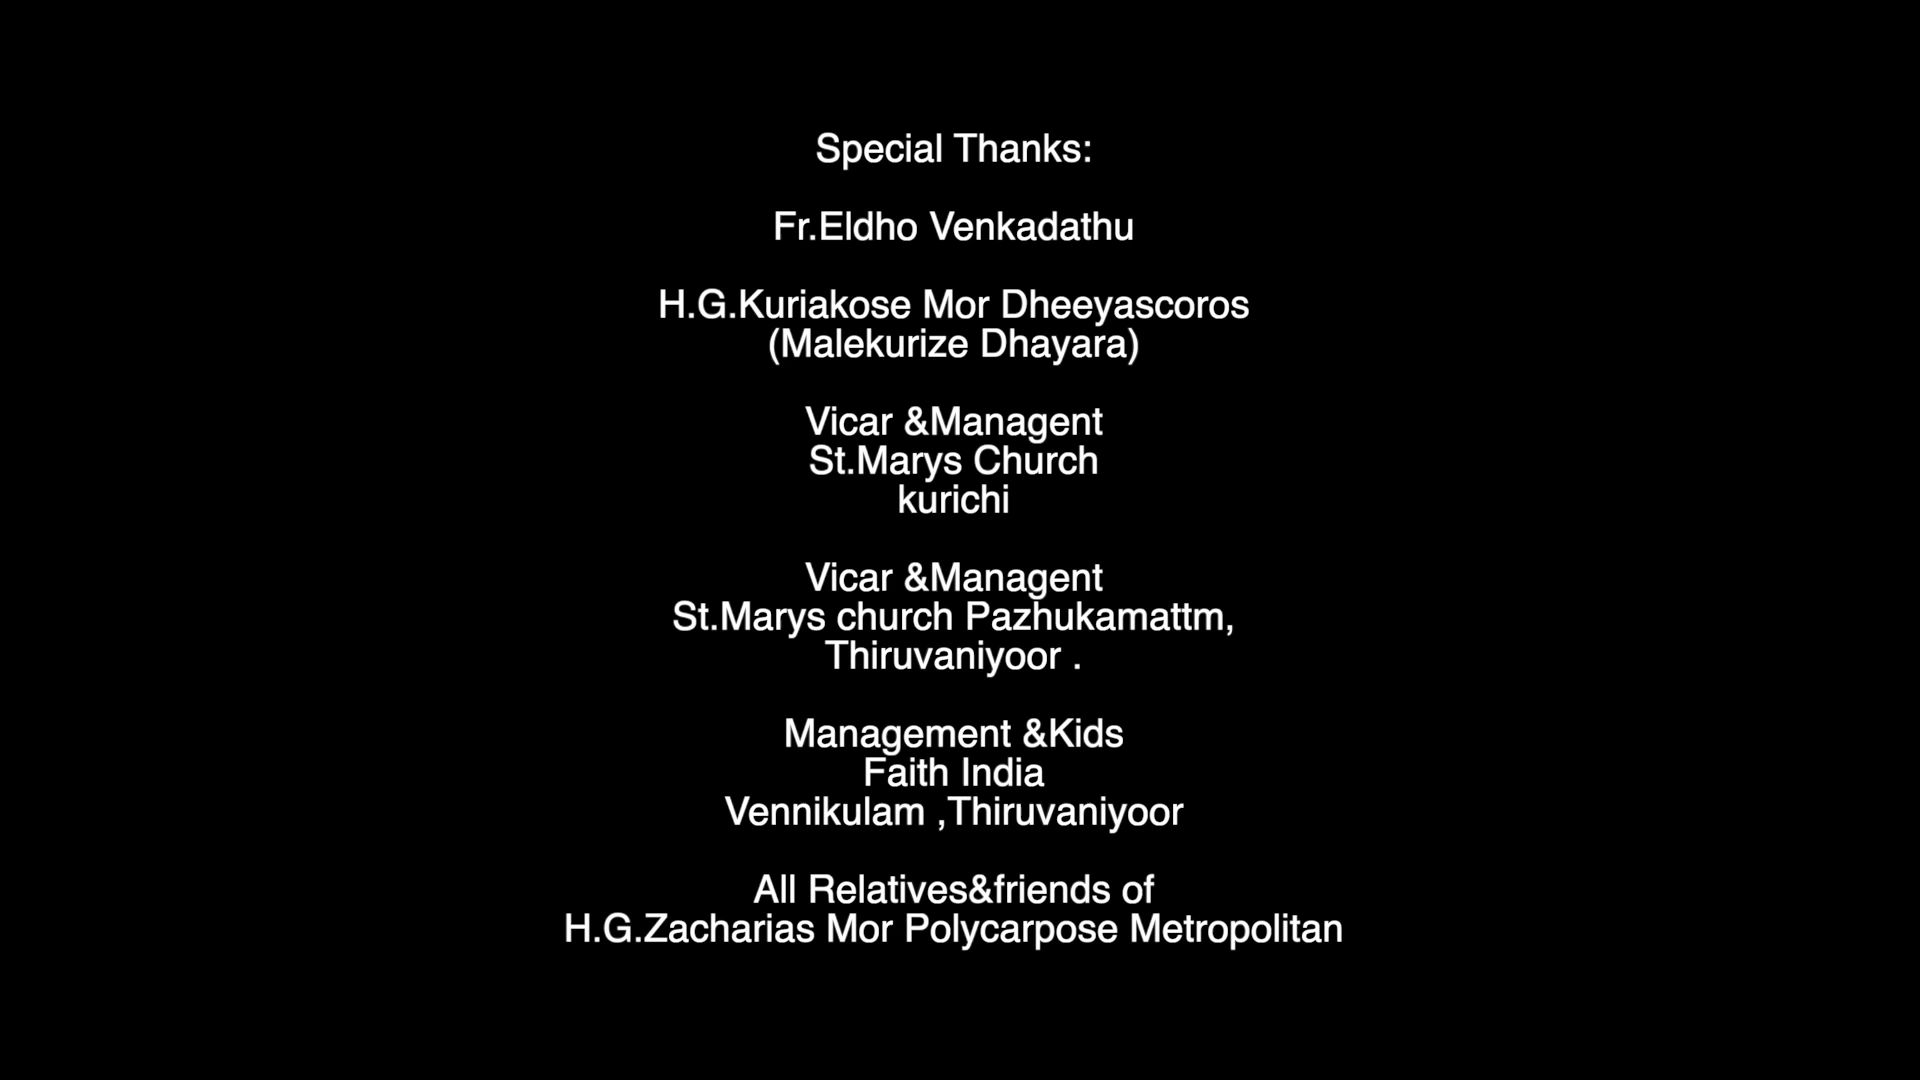 Special Thanks:
Fr.Eldho Venkadathu
H.G.Kuriakose Mor Dheeyascoros
(Malekurize Dhayara)
Vicar &Managent
St.Marys Church
kurichi
Vicar &Managent
St.Marys church Pazhukamattm,
Thiruvaniyoor .
Management &Kids
Faith India
Vennikulam ,Thiruvaniyoor
All Relatives&friends of
H.G.Zacharias Mor Polycarpose Metropolitan